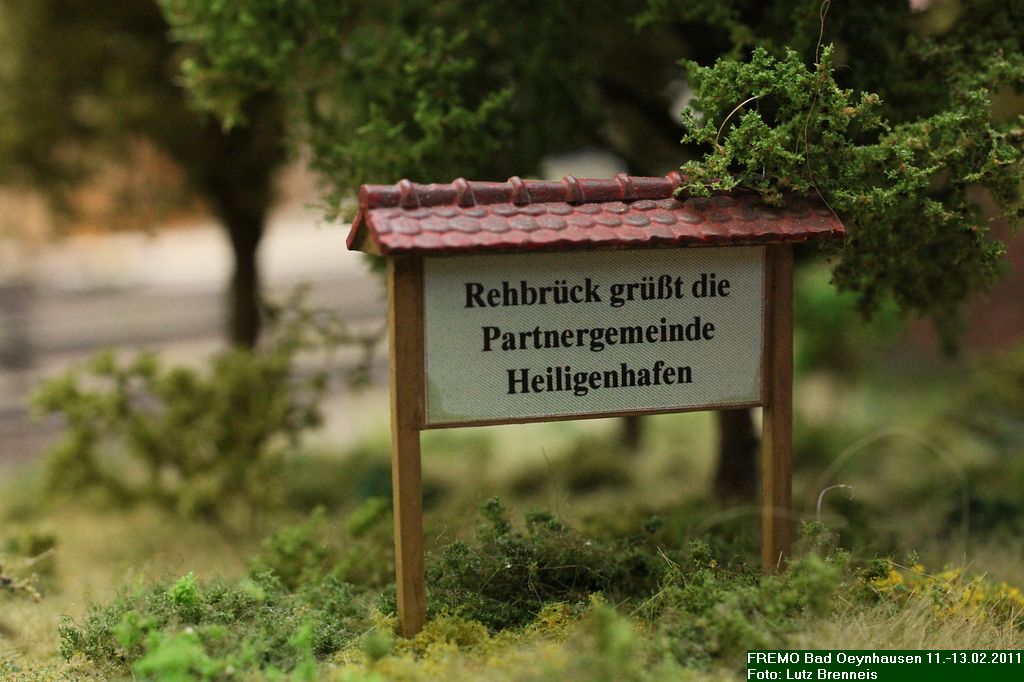 Rehbrück grüßt die
Partnergemeinde
Heiligenhafen
FREMO Bad Oeynhausen 11.-13.02.2011
Foto: Lutz Brenneis